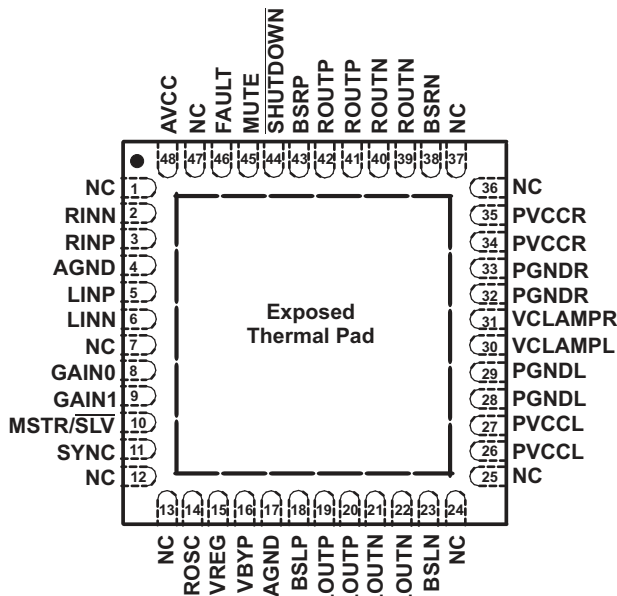 AVCC
NC
FAULT
MUTE
SHUTDOWN
BSRP
ROUTP
ROUTP
ROUTN
ROUTN
BSRN
NC
48 47 46 45 44 43 42 41 40 39 38 37
NC 1
RINN 2
RINP 3
AGND 4
LINP 5
LINN 6
NC 7
GAIN0 8
GAIN1 9
MSTR/SLV 10
SYNC 11
NC 12
Exposed
Thermal Pad
36 NC
35 PVCCR
34 PVCCR
33 PGNDR
32 PGNDR
31 VCLAMPR
30 VCLAMPL
29 PGNDL
28 PGNDL
27 PVCCL
26 PVCCL
25 NC
13 14 15 16 17 18 19 20 21 22 23 24
NC
ROSC
VREG
VBYP
AGND
BSLP
OUTP
OUTP
OUTN
OUTN
BSLN
NC